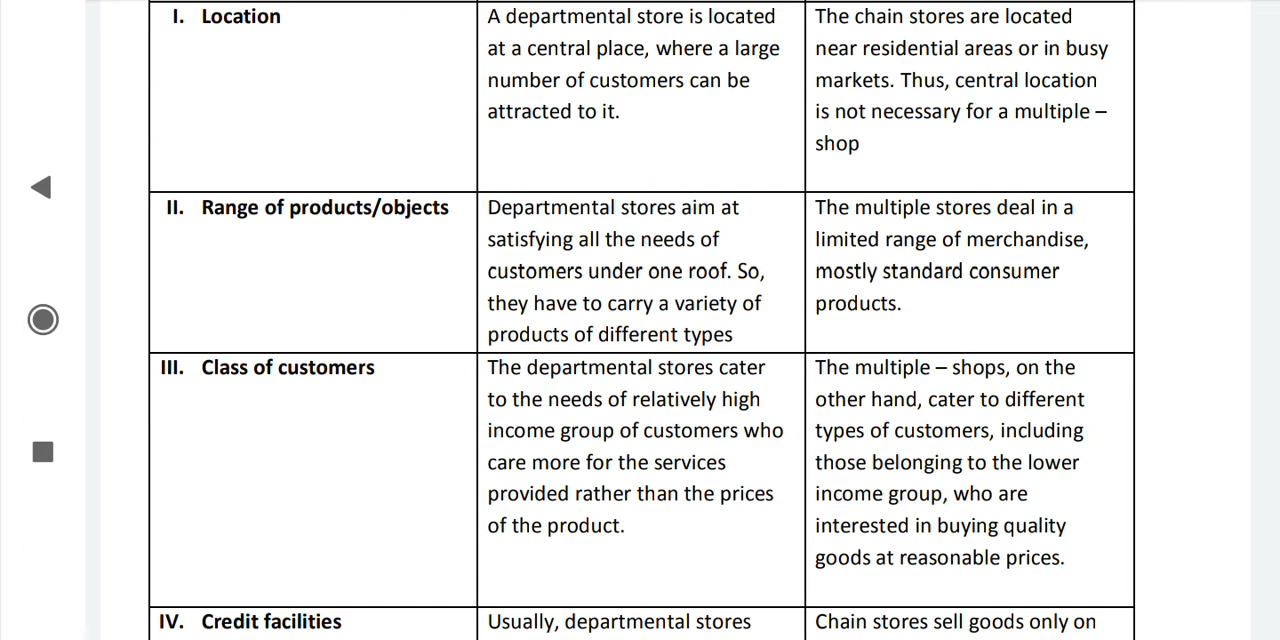 I. Location
A departmental store is located
at a central place, where a large
number of customers can be
attracted to it.
The chain stores are located
near residential areas or in busy
markets. Thus, central location
is not necessary for a multiple –
shop
II. Range of products/objects
Departmental stores aim at
satisfying all the needs of
customers under one roof. So,
they have to carry a variety of
products of different types
The multiple stores deal in a
limited range of merchandise,
mostly standard consumer
products.
III. Class of customers
The departmental stores cater
to the needs of relatively high
income group of customers who
care more for the services
provided rather than the prices
of the product.
The multiple – shops, on the
other hand, cater to different
types of customers, including
those belonging to the lower
income group, who are
interested in buying quality
goods at reasonable prices.
IV. Credit facilities
Usually, departmental stores
Chain stores sell goods only on